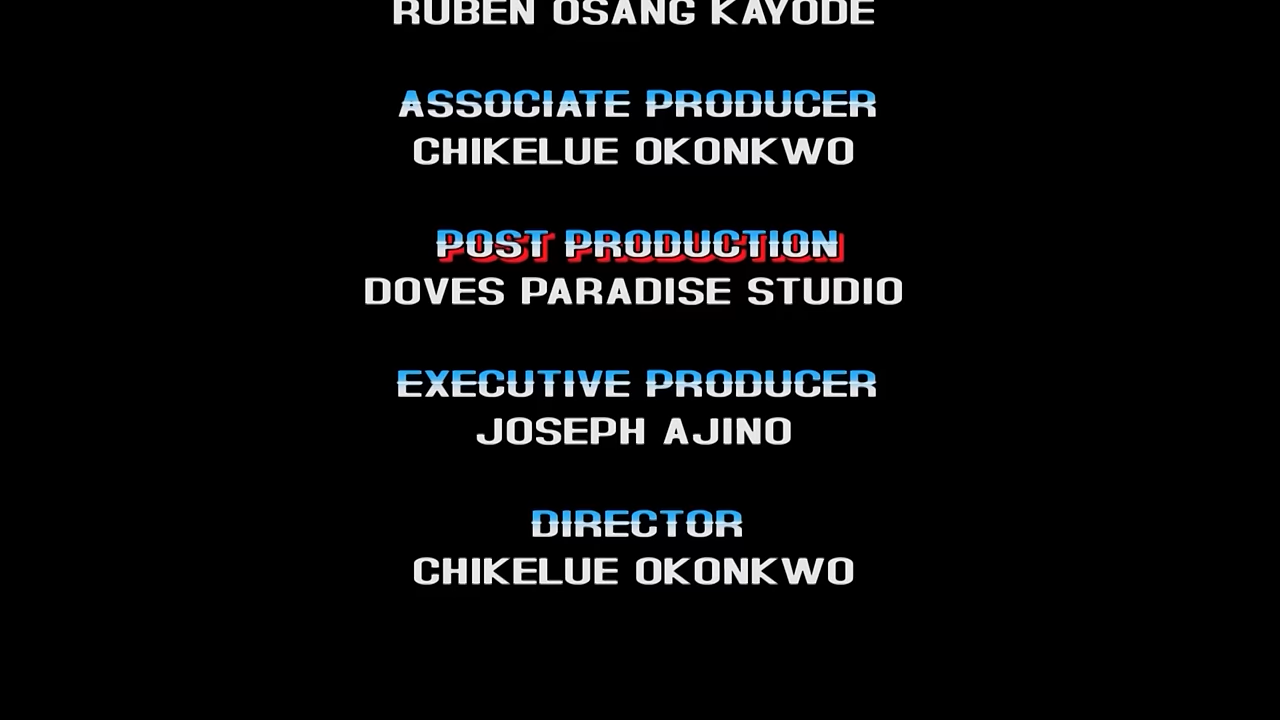 RUBEN OSANG KAYODE
ASSOCIATE PRODUCER
CHIKELUE OKONKWO
POST PRODUCTION
DOVES PARADISE STUDIO
EXECUTIVE PRODUCER
JOSEPH AJINO
DIRECTOR
CHIKELUE OKONKWO